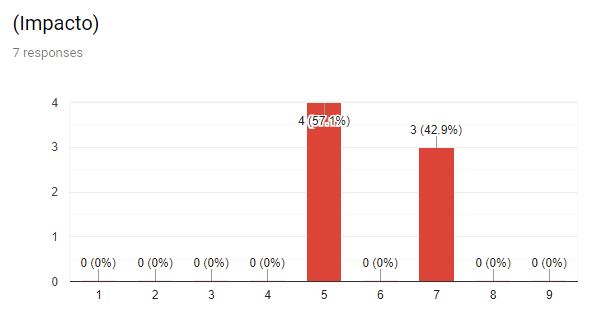 (Impacto)
7 responses
4
4 (57.1%)
3 (42.9%)
3
2
1
0 (0%) 0 (0%) 0 (0%) 0 (0%) 0 (0%) 0 (0%) 0 (0%)
0
1 2 3 4 5 6 7 8 9